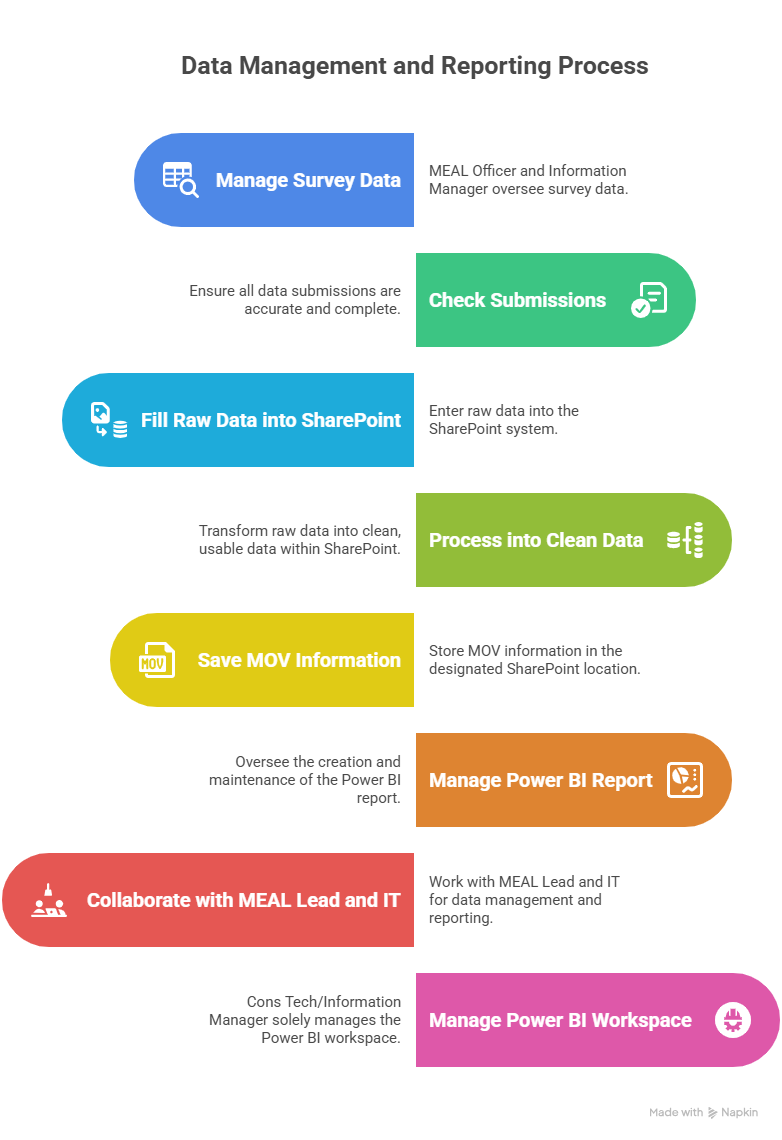 Data Management and Reporting Process
Manage Survey Data
MEAL Officer and Information
Manager oversee survey data.
Ensure all data submissions are
accurate and complete.
Check Submissions
Fill Raw Data into SharePoint
Enter raw data into the
SharePoint system.
Transform raw data into clean,
usable data within SharePoint.
Process into Clean Data
MOV
Save MOV Information
Store MOV information in the
designated SharePoint location.
Oversee the creation and
maintenance of the Power BI
report.
Manage Power BI Report
Collaborate with MEAL Lead and IT
Work with MEAL Lead and IT
for data management and
reporting.
Cons Tech/Information
Manager solely manages the
Power BI workspace.
Manage Power BI Workspace
Made with Napkin